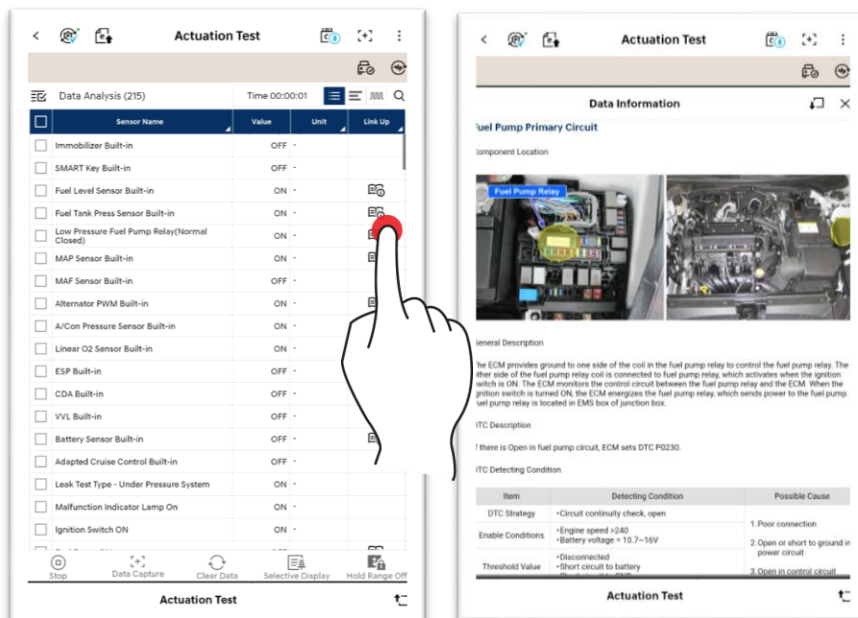 Actuation Test
Data Analysis (215)
Time 00:00:01
Sensor Name Value Unit Link Up
Immobilizer Built-in OFF -
SMART Key Built-in OFF -
Fuel Level Sensor Built-in ON -
Fuel Tank Press Sensor Built-in ON -
Low Pressure Fuel Pump Relay(Normal
Closed) ON -
MAP Sensor Built-in ON -
MAF Sensor Built-in OFF -
Alternator PWM Built-in ON -
A/Con Pressure Sensor Built-in ON -
Linear O2 Sensor Built-in ON -
ESP Built-in OFF -
CDA Built-in OFF -
VVL Built-in OFF -
Battery Sensor Built-in OFF -
Adapted Cruise Control Built-in OFF -
Leak Test Type - Under Pressure System ON -
Malfunction Indicator Lamp On ON -
Ignition Switch ON ON -
Stop
Data Capture
Clear Data
Selective Display
Hold Range Off
Actuation Test
Actuation Test
Data Information
Fuel Pump Primary Circuit
Component Location
Fuel Pump Relay
General Description
The ECM provides ground to one side of the coil in the fuel pump relay to control the fuel pump relay. The
other side of the fuel pump relay coil is connected to fuel pump relay, which activates when the ignition
switch is ON. The ECM monitors the control circuit between the fuel pump relay and the ECM. When the
ignition switch is turned ON, the ECM energizes the fuel pump relay, which sends power to the fuel pump.
Fuel pump relay is located in EMS box of junction box.
DTC Description
If there is Open in fuel pump circuit, ECM sets DTC P0230.
DTC Detecting Condition
Item Detecting Condition Possible Cause
DTC Strategy •Circuit continuity check, open
Enable Conditions •Engine speed >240
•Battery voltage = 10.7~16V
Threshold Value •Disconnected
•Short circuit to battery
1. Poor connection
2. Open or short to ground in
power circuit
3. Open in control circuit
Actuation Test